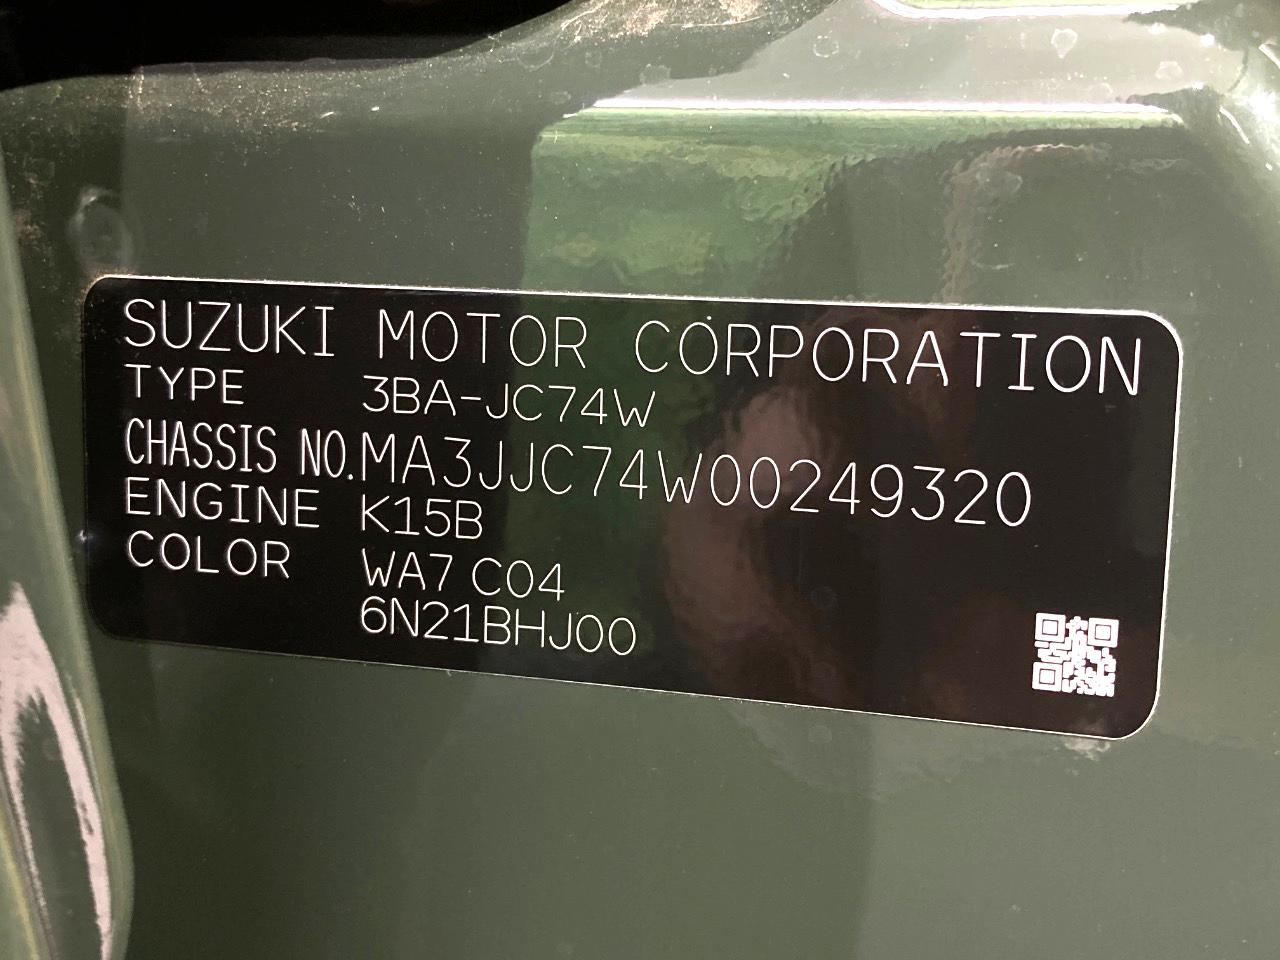 SUZUKI MOTOR CORPORATION
TYPE 3BA-JC74W
CHASSIS NO. MA3JJC74W00249320
ENGINE K15B
COLOR WA7 C04
6N21BHJ00